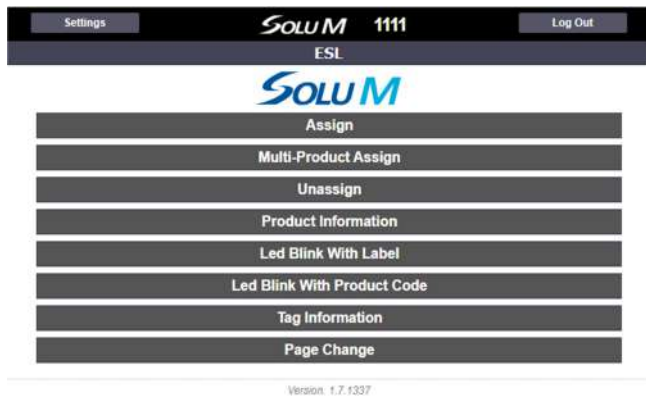 Settings SOLUM 1111 Log Out
ESL
SOLUM
Assign
Multi-Product Assign
Unassign
Product Information
Led Blink With Label
Led Blink With Product Code
Tag Information
Page Change
Version. 1.7.1337